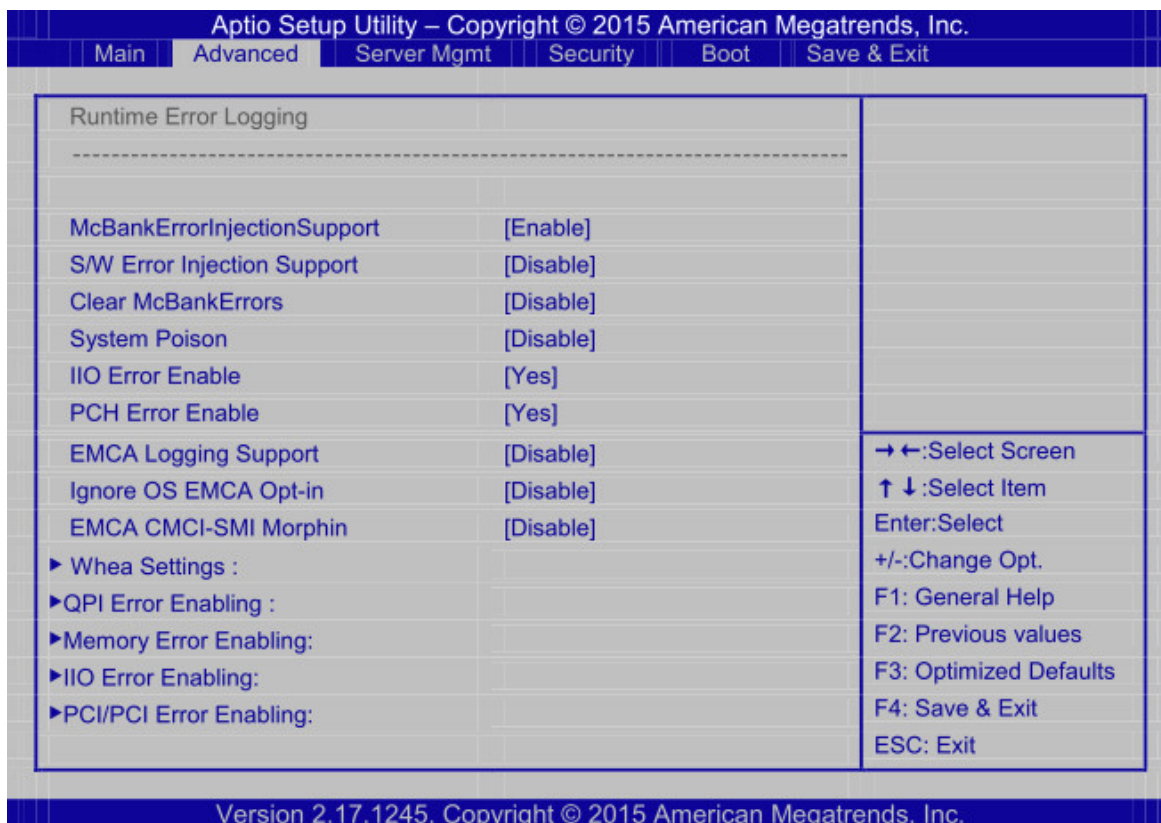 Aptio Setup Utility – Copyright © 2015 American Megatrends, Inc.
Main Advanced Server Mgmt Security Boot Save & Exit
Runtime Error Logging
--------------------------------------------------------------------------------
McBankErrorInjectionSupport [Enable]
S/W Error Injection Support [Disable]
Clear McBankErrors [Disable]
System Poison [Disable]
IIO Error Enable [Yes]
PCH Error Enable [Yes]
EMCA Logging Support [Disable]
Ignore OS EMCA Opt-in [Disable]
EMCA CMCI-SMI Morphin [Disable]
► Whea Settings :
►QPI Error Enabling :
►Memory Error Enabling:
►IIO Error Enabling:
►PCI/PCI Error Enabling:
→ ←:Select Screen
↑ ↓:Select Item
Enter:Select
+/-:Change Opt.
F1: General Help
F2: Previous values
F3: Optimized Defaults
F4: Save & Exit
ESC: Exit
Version 2.17.1245. Copyright © 2015 American Megatrends, Inc.